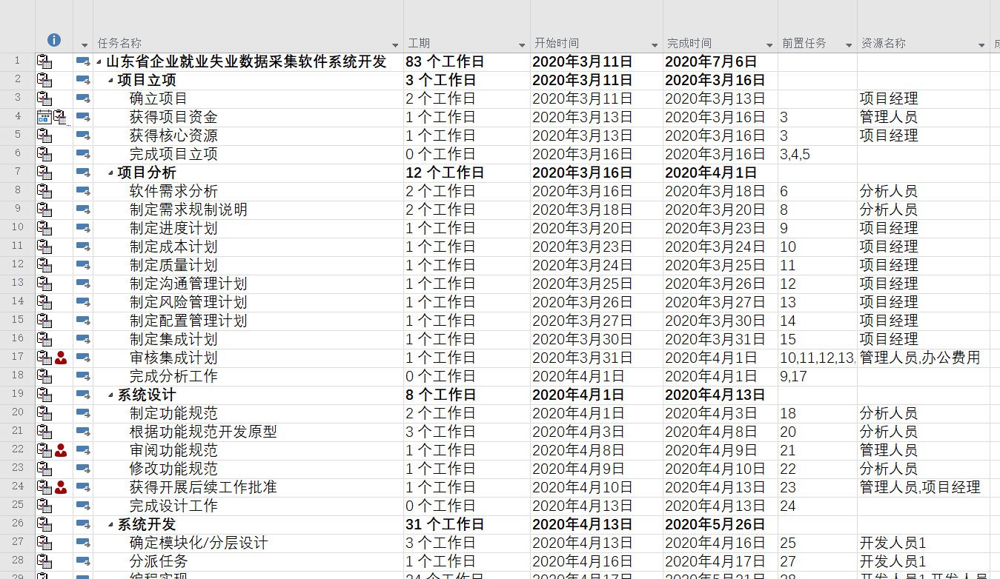 任务名称 工期 开始时间 完成时间 前置任务 资源名称
1 山东省企业就业失业数据采集软件系统开发 83 个工作日 2020年3月11日 2020年7月6日
2 项目立项 3 个工作日 2020年3月11日 2020年3月16日
3 确立项目 2 个工作日 2020年3月11日 2020年3月13日 项目经理
4 获得项目资金 1 个工作日 2020年3月13日 2020年3月16日 3 管理人员
5 获得核心资源 1 个工作日 2020年3月13日 2020年3月16日 3 项目经理
6 完成项目立项 0 个工作日 2020年3月16日 2020年3月16日 3,4,5
7 项目分析 12 个工作日 2020年3月16日 2020年4月1日
8 软件需求分析 2 个工作日 2020年3月16日 2020年3月18日 6 分析人员
9 制定需求规制说明 2 个工作日 2020年3月18日 2020年3月20日 8 分析人员
10 制定进度计划 1 个工作日 2020年3月20日 2020年3月23日 9 项目经理
11 制定成本计划 1 个工作日 2020年3月23日 2020年3月24日 10 项目经理
12 制定质量计划 1 个工作日 2020年3月24日 2020年3月25日 11 项目经理
13 制定沟通管理计划 1 个工作日 2020年3月25日 2020年3月26日 12 项目经理
14 制定风险管理计划 1 个工作日 2020年3月26日 2020年3月27日 13 项目经理
15 制定配置管理计划 1 个工作日 2020年3月27日 2020年3月30日 14 项目经理
16 制定集成计划 1 个工作日 2020年3月30日 2020年3月31日 15 项目经理
17 审核集成计划 1 个工作日 2020年3月31日 2020年4月1日 10,11,12,13, 管理人员,办公费用
18 完成分析工作 0 个工作日 2020年4月1日 2020年4月1日 9,17
19 系统设计 8 个工作日 2020年4月1日 2020年4月13日
20 制定功能规范 2 个工作日 2020年4月1日 2020年4月3日 18 分析人员
21 根据功能规范开发原型 3 个工作日 2020年4月3日 2020年4月8日 20 分析人员
22 审阅功能规范 1 个工作日 2020年4月8日 2020年4月9日 21 管理人员
23 修改功能规范 1 个工作日 2020年4月9日 2020年4月10日 22 分析人员
24 获得开展后续工作批准 1 个工作日 2020年4月10日 2020年4月13日 23 管理人员,项目经理
25 完成设计工作 0 个工作日 2020年4月13日 2020年4月13日 24
26 系统开发 31 个工作日 2020年4月13日 2020年5月26日
27 确定模块化/分层设计 3 个工作日 2020年4月13日 2020年4月16日 25 开发人员1
28 分派任务 1 个工作日 2020年4月16日 2020年4月17日 27 开发人员1
29 编程实现 24 个工作日 2020年4月17日 2020年5月21日 28 开发人员1,开发人员